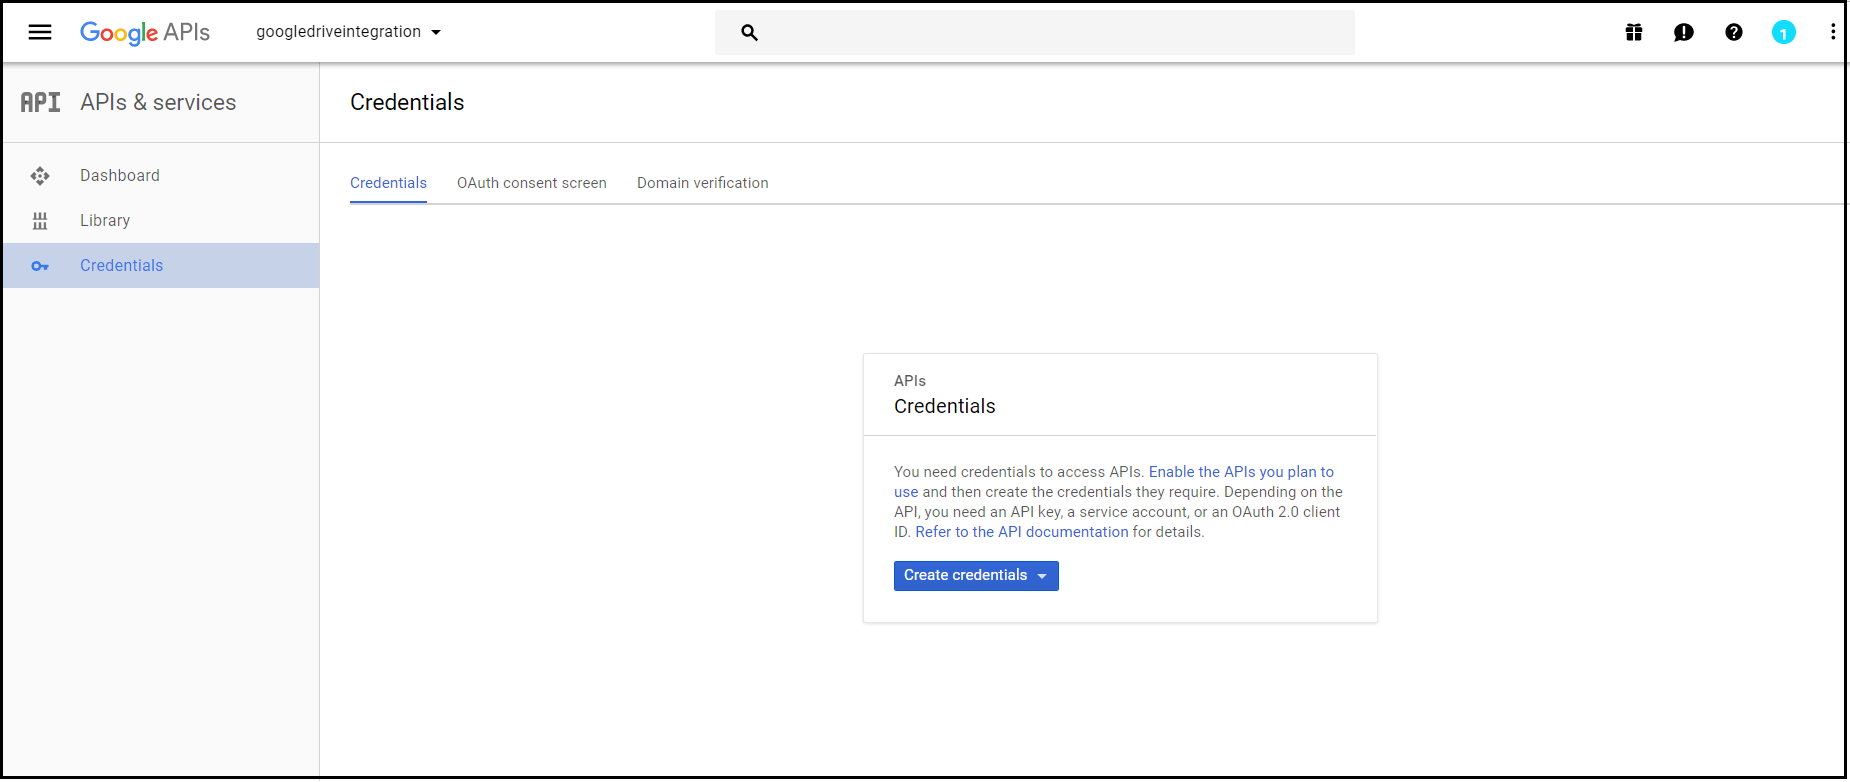 Google APIs
googledriveintegration
1
API APIs & services
Credentials
Dashboard
Library
Credentials
Credentials
OAuth consent screen
Domain verification
APIs
Credentials
You need credentials to access APIs. Enable the APIs you plan to
use and then create the credentials they require. Depending on the
API, you need an API key, a service account, or an OAuth 2.0 client
ID. Refer to the API documentation for details.
Create credentials